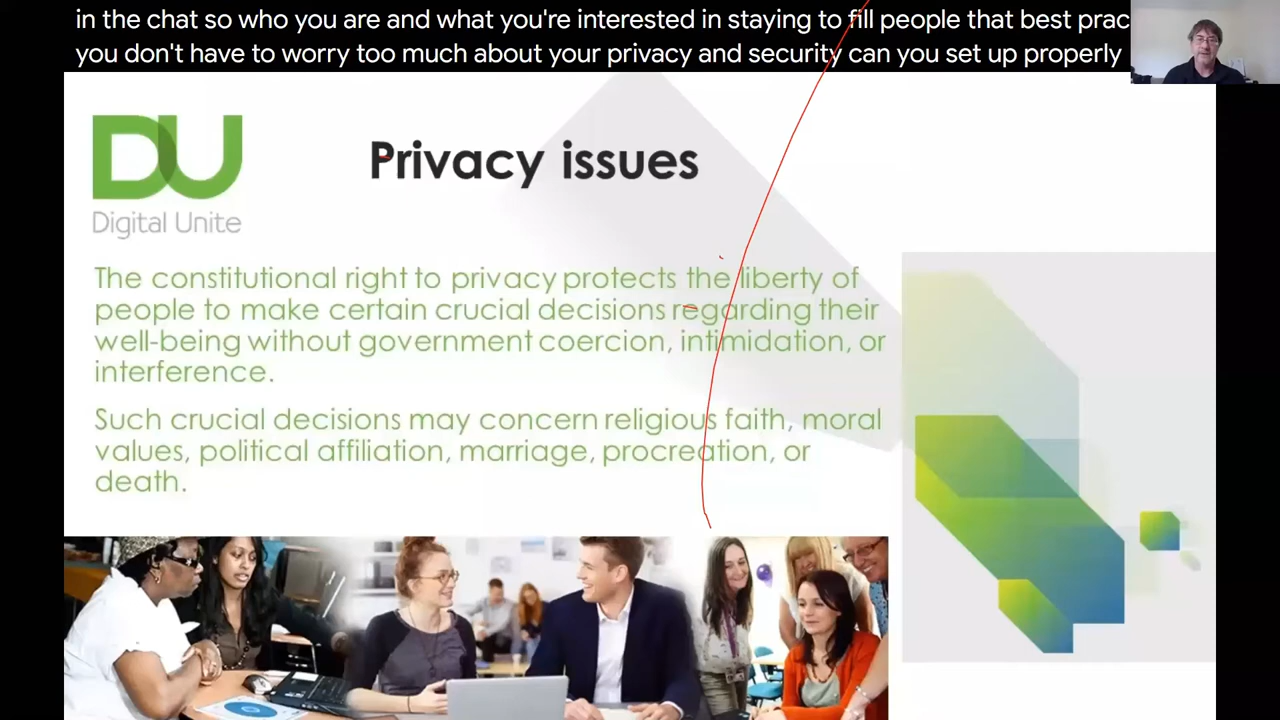 in the chat so who you are and what you're interested in staying to fill people that best prac
you don't have to worry too much about your privacy and security can you set up properly
DU
Digital Unite
Privacy issues
The constitutional right to privacy protects the liberty of
people to make certain crucial decisions regarding their
well-being without government coercion, intimidation, or
interference.
Such crucial decisions may concern religious faith, moral
values, political affiliation, marriage, procreation, or
death.